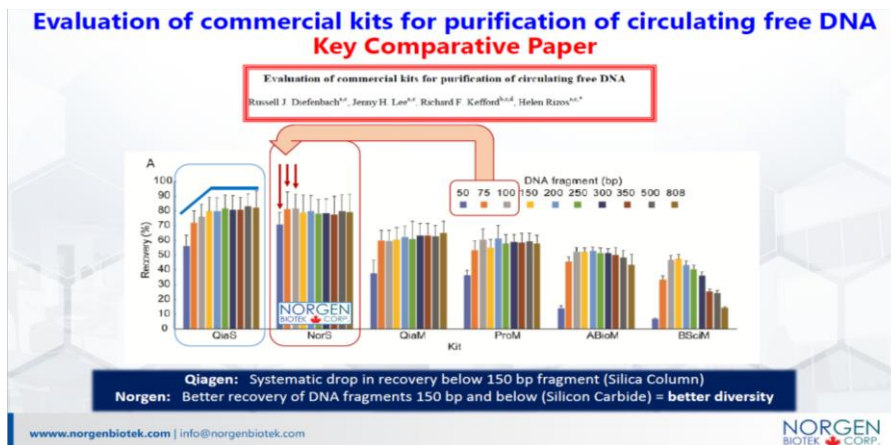 Evaluation of commercial kits for purification of circulating free DNA
Key Comparative Paper
Evaluation of commercial kits for purification of circulating free DNA
Russell J. Diefenbach, Jenny H. Lee, Richard F. Kefford, Helen Rizos
A
DNA fragment (bp)
50 75 100 150 200 250 300 350 500 808
Recovery (%)
100
90
80
70
60
50
40
30
20
10
0
NORGEN
BIOTEK CORP.
QiaS NorS QiaM ProM ABioM BSciM
Kit
Qiagen: Systematic drop in recovery below 150 bp fragment (Silica Column)
Norgen: Better recovery of DNA fragments 150 bp and below (Silicon Carbide) = better diversity
wwww.norgenbiotek.com | info@norgenbiotek.com
NORGEN
BIOTEK CORP.